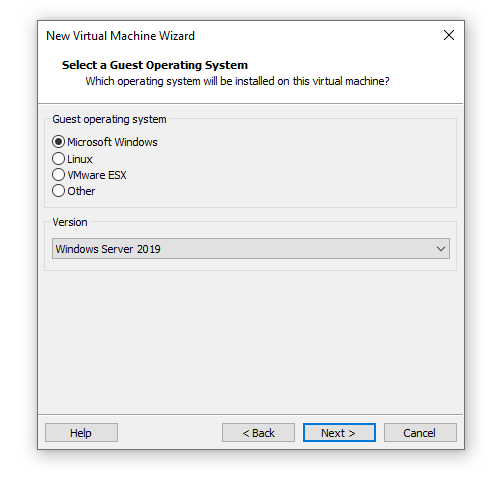 New Virtual Machine Wizard
Select a Guest Operating System
Which operating system will be installed on this virtual machine?
Guest operating system
Microsoft Windows
Linux
VMware ESX
Other
Version
Windows Server 2019
Help
< Back
Next >
Cancel